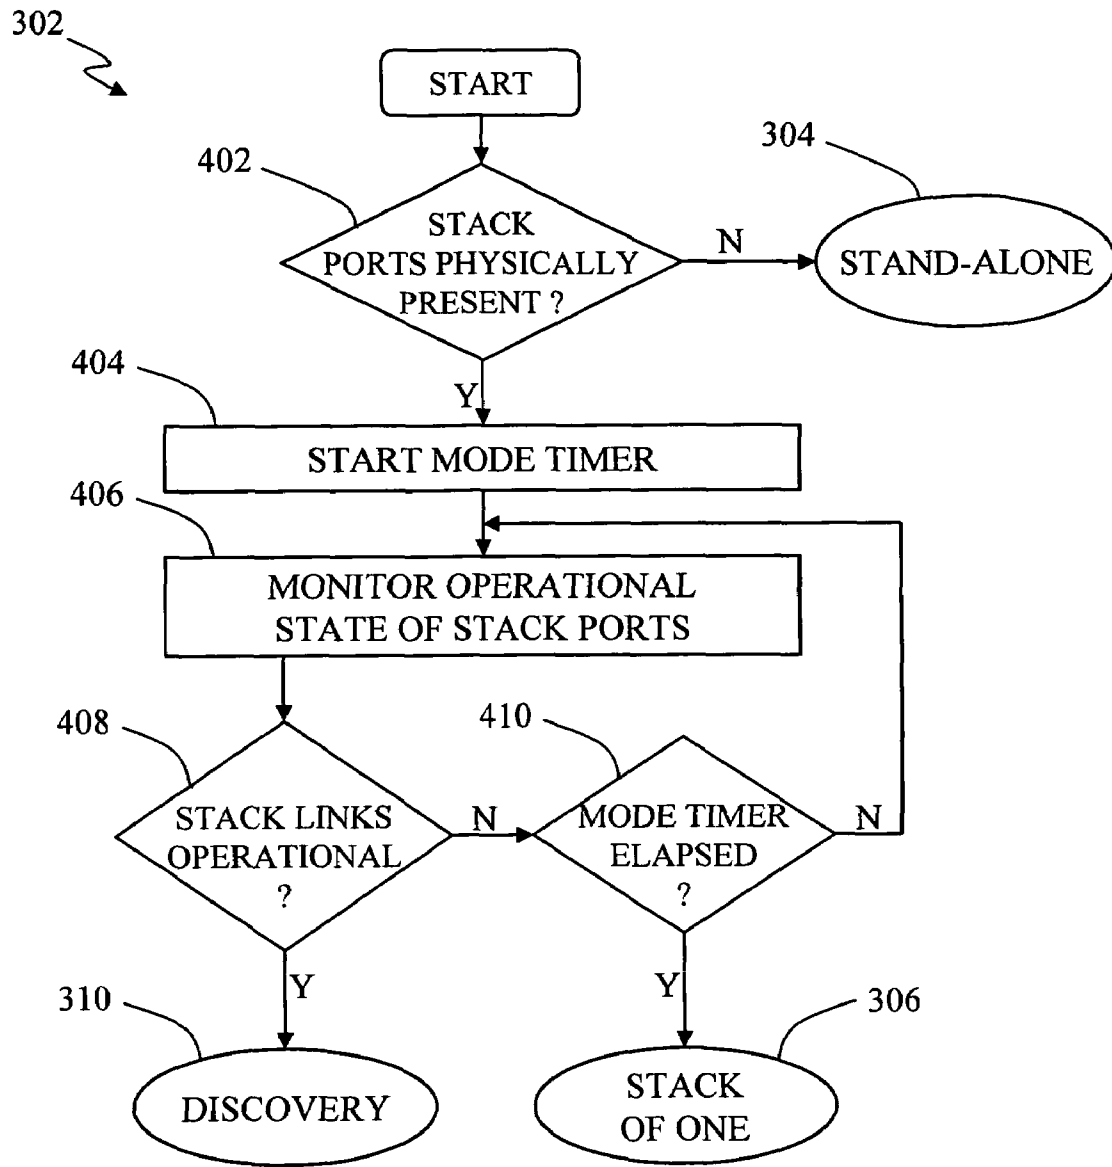 302
START
402
304
STACK
PORTS PHYSICALLY
PRESENT ?
N
STAND-ALONE
404
Y
START MODE TIMER
406
MONITOR OPERATIONAL
STATE OF STACK PORTS
408
410
STACK LINKS
OPERATIONAL
?
N
MODE TIMER
ELAPSED
?
N
Y
Y
310
306
DISCOVERY
STACK
OF ONE